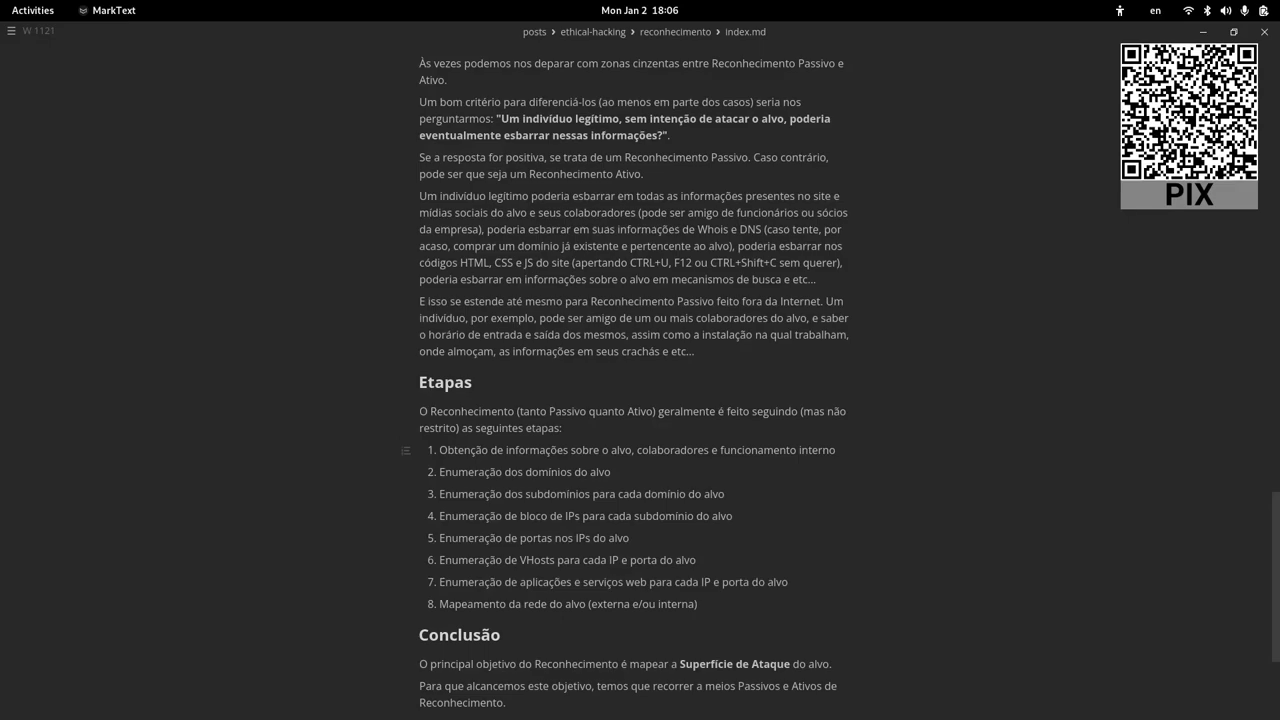 Activities
MarkText
Mon Jan 2 18:06
en
W 1121
posts > ethical-hacking > reconhecimento > index.md
Às vezes podemos nos deparar com zonas cinzentas entre Reconhecimento Passivo e
Ativo.
Um bom critério para diferenciá-los (ao menos em parte dos casos) seria nos
perguntarmos: "Um indivíduo legítimo, sem intenção de atacar o alvo, poderia
eventualmente esbarrar nessas informações?".
Se a resposta for positiva, se trata de um Reconhecimento Passivo. Caso contrário,
pode ser que seja um Reconhecimento Ativo.
Um indivíduo legítimo poderia esbarrar em todas as informações presentes no site e
mídias sociais do alvo e seus colaboradores (pode ser amigo de funcionários ou sócios
da empresa), poderia esbarrar em suas informações de Whois e DNS (caso tente, por
acaso, comprar um domínio já existente e pertencente ao alvo), poderia esbarrar nos
códigos HTML, CSS e JS do site (apertando CTRL+U, F12 ou CTRL+Shift+C sem querer),
poderia esbarrar em informações sobre o alvo em mecanismos de busca e etc...
E isso se estende até mesmo para Reconhecimento Passivo feito fora da Internet. Um
indivíduo, por exemplo, pode ser amigo de um ou mais colaboradores do alvo, e saber
o horário de entrada e saída dos mesmos, assim como a instalação na qual trabalham,
onde almoçam, as informações em seus crachás e etc...
Etapas
O Reconhecimento (tanto Passivo quanto Ativo) geralmente é feito seguindo (mas não
restrito) as seguintes etapas:
1. Obtenção de informações sobre o alvo, colaboradores e funcionamento interno
2. Enumeração dos domínios do alvo
3. Enumeração dos subdomínios para cada domínio do alvo
4. Enumeração de bloco de IPs para cada subdomínio do alvo
5. Enumeração de portas nos IPs do alvo
6. Enumeração de VHosts para cada IP e porta do alvo
7. Enumeração de aplicações e serviços web para cada IP e porta do alvo
8. Mapeamento da rede do alvo (externa e/ou interna)
Conclusão
O principal objetivo do Reconhecimento é mapear a Superfície de Ataque do alvo.
Para que alcancemos este objetivo, temos que recorrer a meios Passivos e Ativos de
Reconhecimento.
PIX